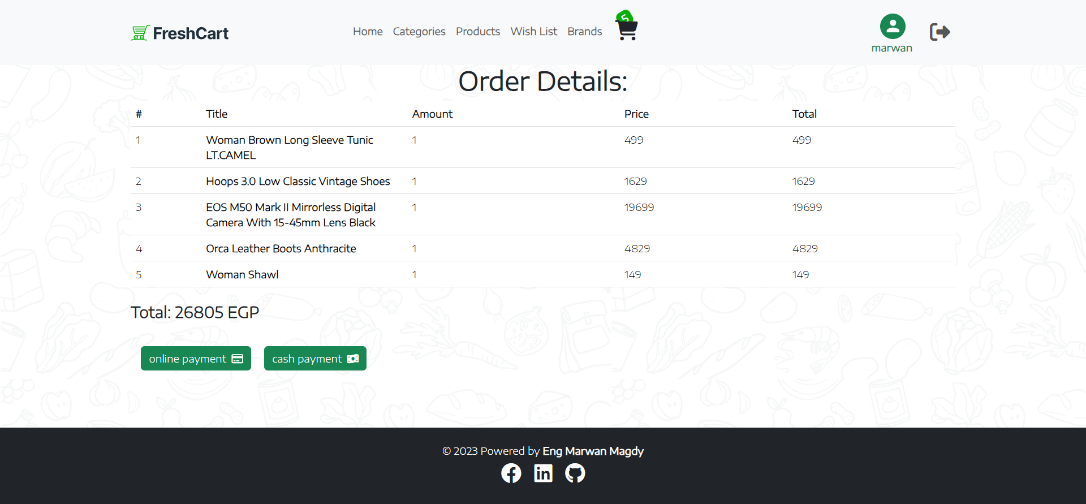 FreshCart
Home Categories Products Wish List Brands
5
marwan
Order Details:
# Title Amount Price Total
1 Woman Brown Long Sleeve Tunic LT.CAMEL 1 499 499
2 Hoops 3.0 Low Classic Vintage Shoes 1 1629 1629
3 EOS M50 Mark II Mirrorless Digital Camera With 15-45mm Lens Black 1 19699 19699
4 Orca Leather Boots Anthracite 1 4829 4829
5 Woman Shawl 1 149 149
Total: 26805 EGP
online payment cash payment
© 2023 Powered by Eng Marwan Magdy